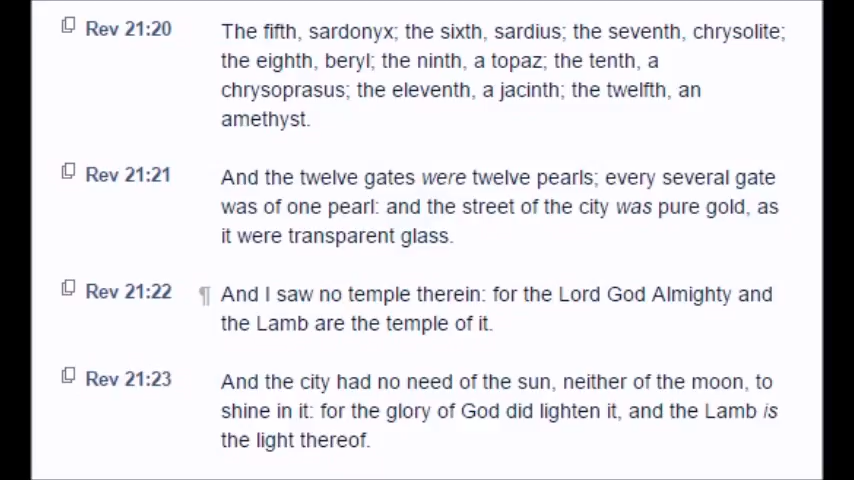 Rev 21:20 The fifth, sardonyx; the sixth, sardius; the seventh, chrysolite;
the eighth, beryl; the ninth, a topaz; the tenth, a
chrysoprasus; the eleventh, a jacinth; the twelfth, an
amethyst.
Rev 21:21 And the twelve gates were twelve pearls; every several gate
was of one pearl: and the street of the city was pure gold, as
it were transparent glass.
Rev 21:22 ¶ And I saw no temple therein: for the Lord God Almighty and
the Lamb are the temple of it.
Rev 21:23 And the city had no need of the sun, neither of the moon, to
shine in it: for the glory of God did lighten it, and the Lamb is
the light thereof.